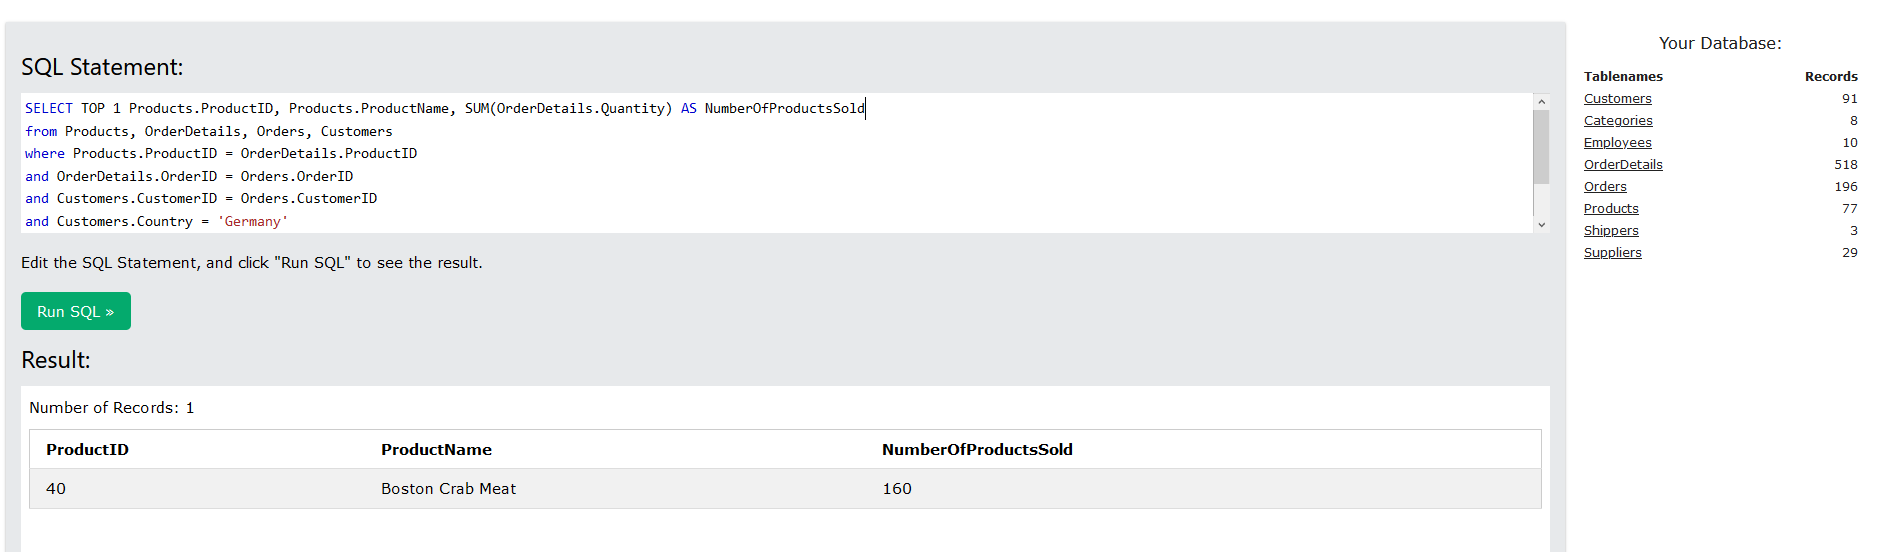 SQL Statement:
SELECT TOP 1 Products.ProductID, Products.ProductName, SUM(OrderDetails.Quantity) AS NumberOfProductsSold
from Products, OrderDetails, Orders, Customers
where Products.ProductID = OrderDetails.ProductID
and OrderDetails.OrderID = Orders.OrderID
and Customers.CustomerID = Orders.CustomerID
and Customers.Country = 'Germany'
Edit the SQL Statement, and click "Run SQL" to see the result.
Run SQL »
Result:
Number of Records: 1
ProductID ProductName NumberOfProductsSold
40 Boston Crab Meat 160
Your Database:
Tablenames Records
Customers 91
Categories 8
Employees 10
OrderDetails 518
Orders 196
Products 77
Shippers 3
Suppliers 29